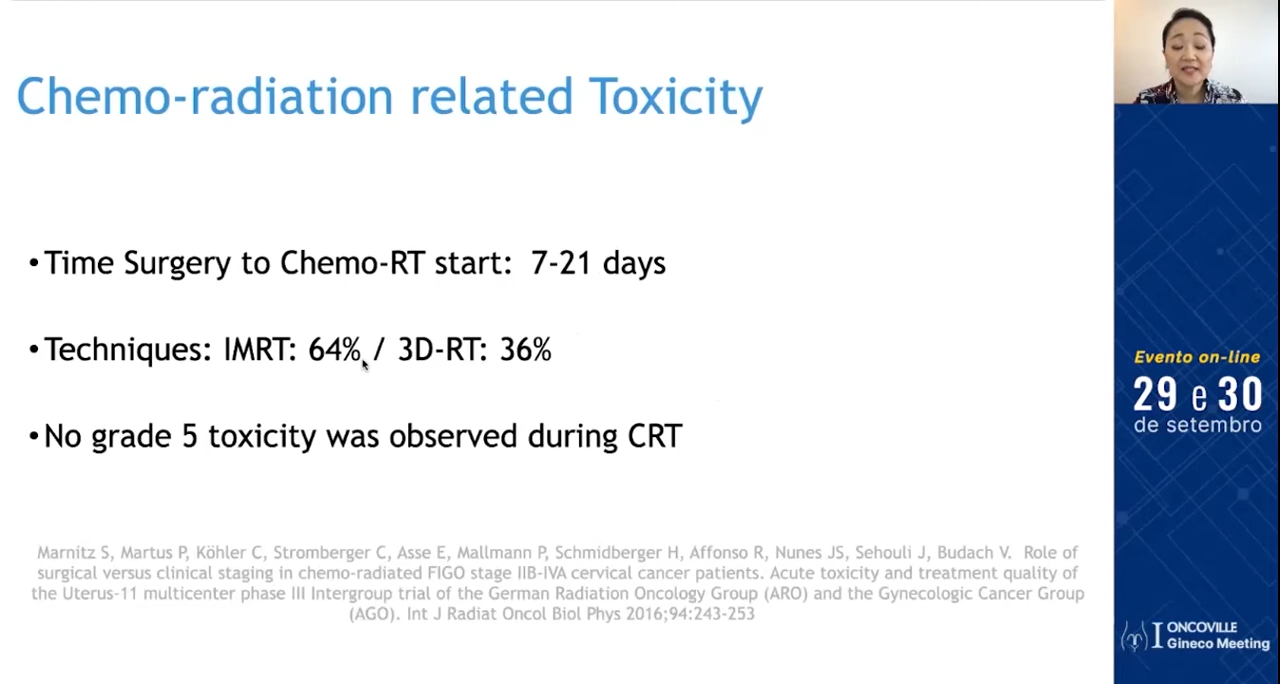 Chemo-radiation related Toxicity
•Time Surgery to Chemo-RT start: 7-21 days
•Techniques: IMRT: 64% / 3D-RT: 36%
•No grade 5 toxicity was observed during CRT
Marnitz S, Martus P, Köhler C, Stromberger C, Asse E, Mallmann P, Schmidberger H, Affonso R, Nunes JS, Sehouli J, Budach V. Role of
surgical versus clinical staging in chemo-radiated FIGO stage IIB-IVA cervical cancer patients. Acute toxicity and treatment quality of
the Uterus-11 multicenter phase III Intergroup trial of the German Radiation Oncology Group (ARO) and the Gynecologic Cancer Group
(AGO). Int J Radiat Oncol Biol Phys 2016;94:243-253
Evento on-line
29 e 30
de setembro
I ONCOVILLE
Gineco Meeting